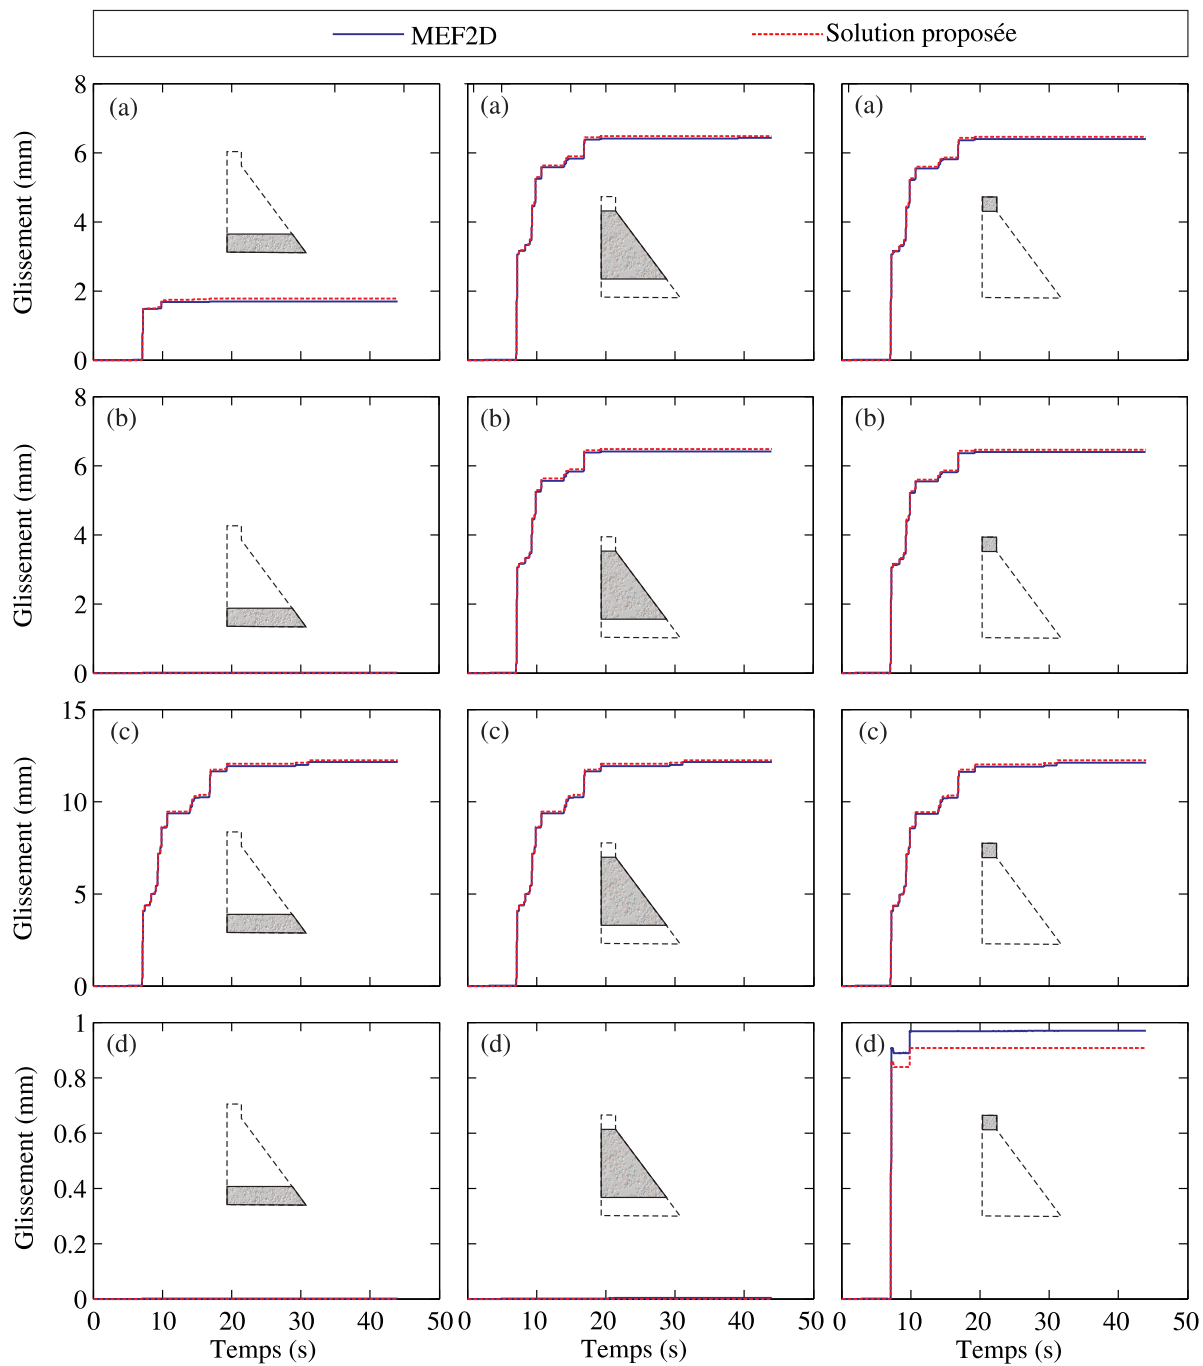 MEF2D Solution proposée
(a) (a) (a)
8
6
4
2
0
Glissement (mm)
(b) (b) (b)
8
6
4
2
0
Glissement (mm)
(c) (c) (c)
15
10
5
0
Glissement (mm)
(d) (d) (d)
1
0.8
0.6
0.4
0.2
0
Glissement (mm)
0 10 20 30 40 50 0 10 20 30 40 50 0 10 20 30 40 50
Temps (s) Temps (s) Temps (s)